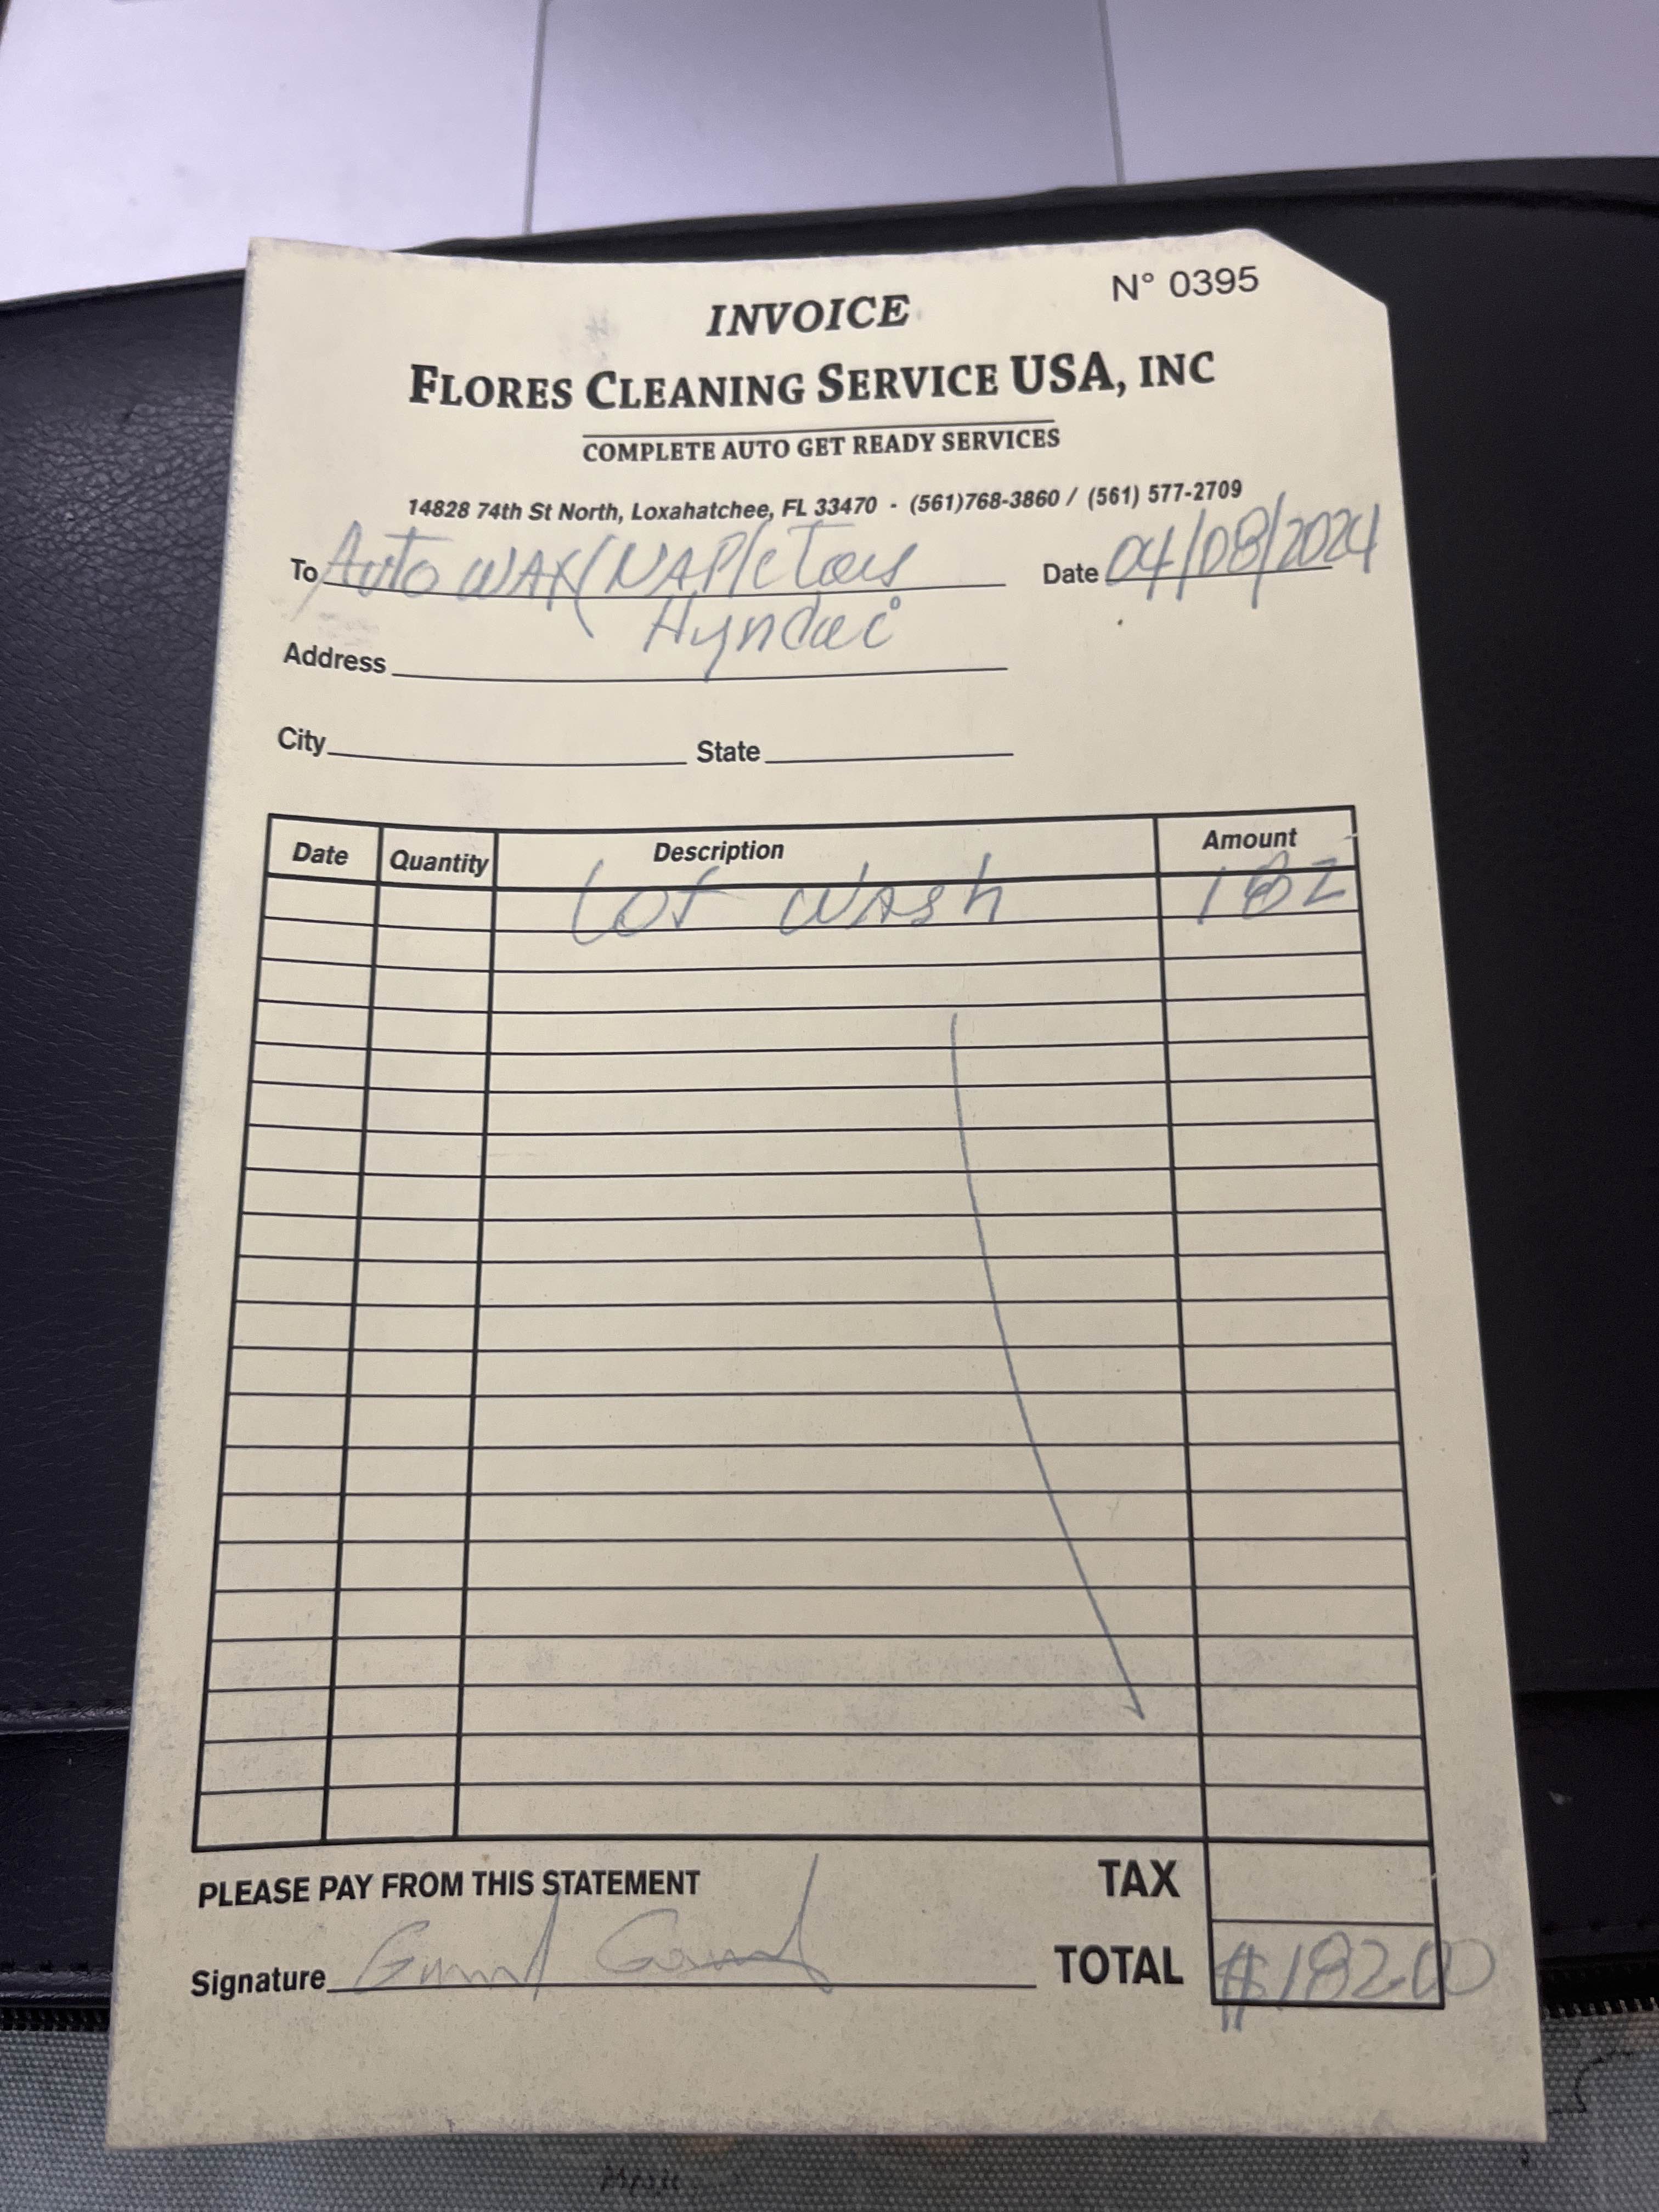 N° 0395
INVOICE
FLORES CLEANING SERVICE USA, INC
COMPLETE AUTO GET READY SERVICES
14828 74th St North, Loxahatchee, FL 33470 - (561)768-3860 / (561) 577-2709
To Auto WAX/NAPleTons Date 04/08/2024
Hyndai
Address
City State
Date Quantity Description Amount
Lot WAsh 182
PLEASE PAY FROM THIS STATEMENT
TAX
Signature TOTAL $182.00